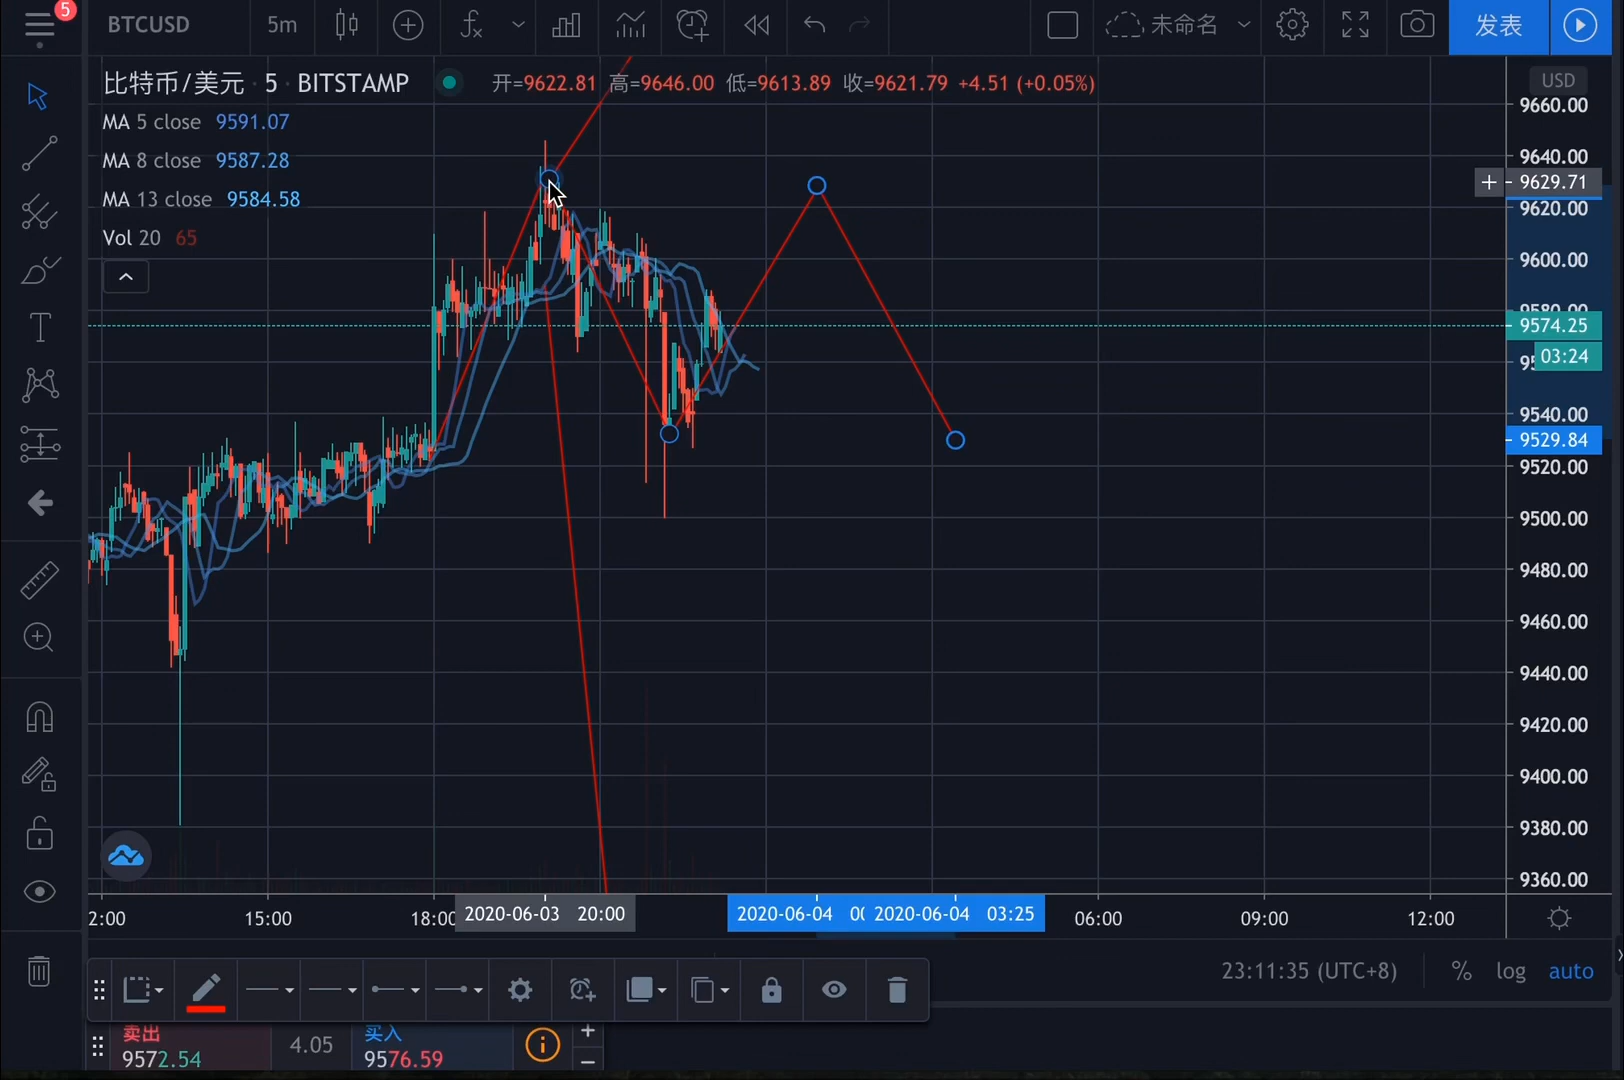 5
BTCUSD 5m 未命名 发表
比特币/美元 · 5 · BITSTAMP 开=9622.81 高=9646.00 低=9613.89 收=9621.79 +4.51 (+0.05%)
MA 5 close 9591.07
MA 8 close 9587.28
MA 13 close 9584.58
Vol 20 65
USD
9660.00
9640.00
9629.71
9620.00
9600.00
9574.25
03:24
9540.00
9529.84
9520.00
9500.00
9480.00
9460.00
9440.00
9420.00
9400.00
9380.00
9360.00
2:00 15:00 18:00 2020-06-03 20:00 2020-06-04 2020-06-04 03:25 06:00 09:00 12:00
23:11:35 (UTC+8) % log auto
卖出 买入
9572.54 4.05 9576.59